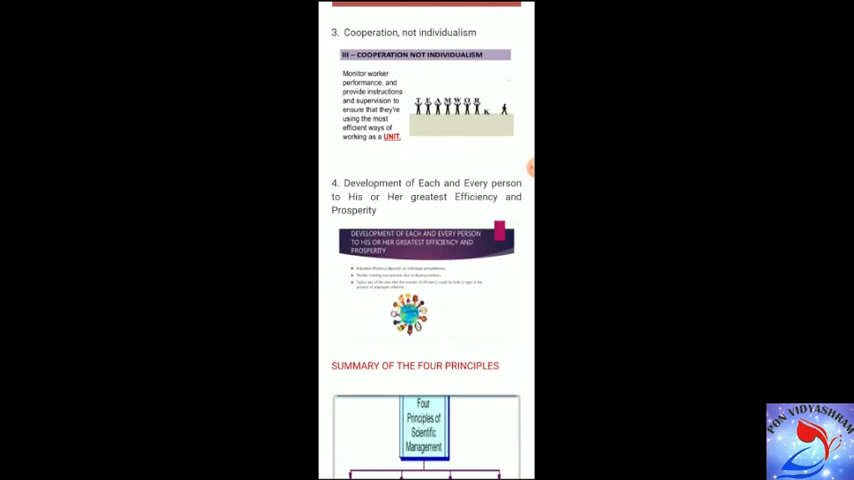 3. Cooperation, not individualism
III – COOPERATION NOT INDIVIDUALISM
Monitor worker
performance, and
provide instructions
and supervision to
ensure that they're
using the most
efficient ways of
working as a UNIT.
TEAMWORK
4. Development of Each and Every person
to His or Her greatest Efficiency and
Prosperity
DEVELOPMENT OF EACH AND EVERY PERSON
TO HIS OR HER GREATEST EFFICIENCY AND
PROSPERITY
SUMMARY OF THE FOUR PRINCIPLES
Four
Principles of
Scientific
Management
PON VIDYASHRAM